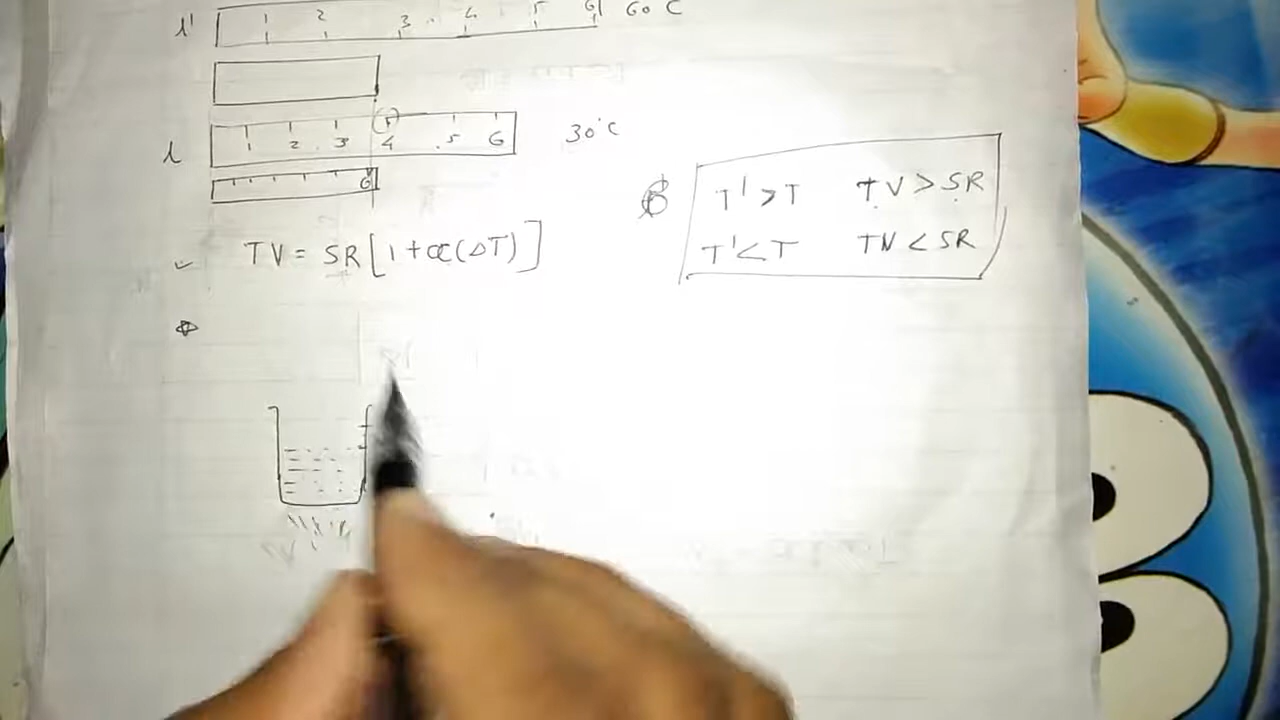 l' 1 2 3 4 5 6 60 C
l 1 2 3 4 5 6 30°C
6
T' > T TV > SR
TV = SR[1+α(ΔT)]
T' < T TV < SR